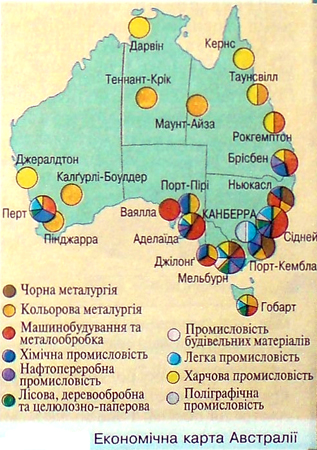 Дарвін
Кернс
Теннант-Крік
Таунсвілл
Маунт-Айза
Рокгемптон
Брісбен
Джералдтон
Ньюкасл
Калґурлі-Боулдер
Порт-Пірі
Перт
Ваялла
КАНБЕРРА
Сідней
Пінджарра
Аделаїда
Джілонґ
Порт-Кембла
Мельбурн
Гобарт
Чорна металургія
Кольорова металургія
Машинобудування та
металообробка
Хімічна промисловість
Нафтопереробна
промисловість
Лісова, деревообробна
та целюлозно-паперова
Промисловість
будівельних матеріалів
Легка промисловість
Харчова промисловість
Поліграфічна
промисловість
Економічна карта Австралії